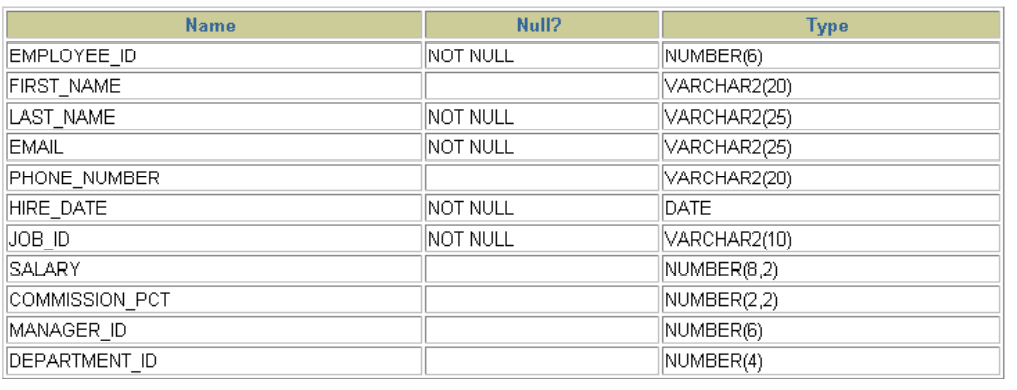 Name Null? Type
EMPLOYEE_ID NOT NULL NUMBER(6)
FIRST_NAME VARCHAR2(20)
LAST_NAME NOT NULL VARCHAR2(25)
EMAIL NOT NULL VARCHAR2(25)
PHONE_NUMBER VARCHAR2(20)
HIRE_DATE NOT NULL DATE
JOB_ID NOT NULL VARCHAR2(10)
SALARY NUMBER(8,2)
COMMISSION_PCT NUMBER(2,2)
MANAGER_ID NUMBER(6)
DEPARTMENT_ID NUMBER(4)